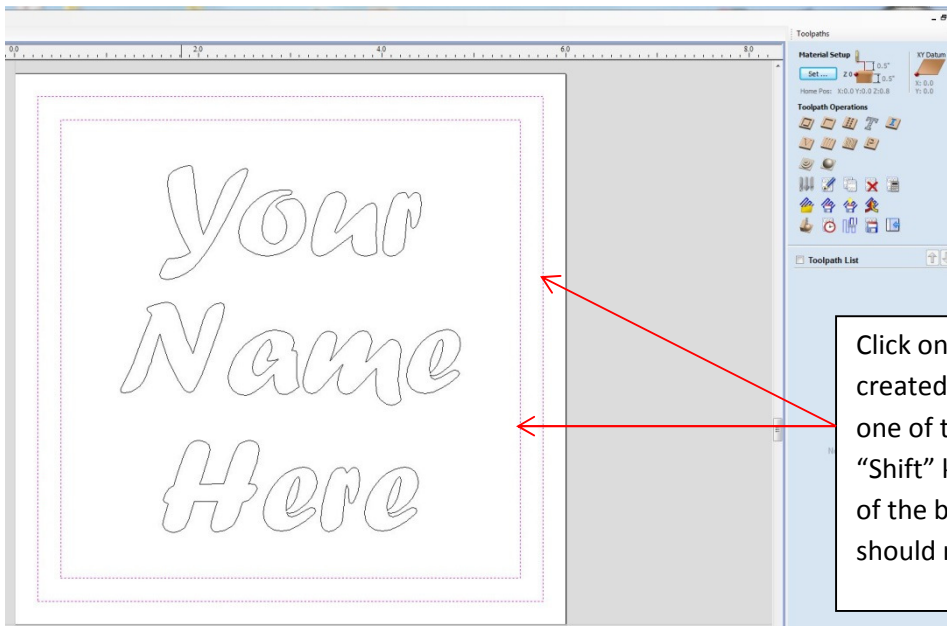 Toolpaths
0.0 2.0 4.0 6.0 8.0
Material Setup
XY Datum
0.5"
Set ...
Z 0
0.5"
X: 0.0
Home Pos: X:0.0 Y:0.0 Z:0.8
Y: 0.0
Toolpath Operations
Toolpath List
Your
Name
Here
Click on
created
one of t
“Shift” k
of the b
should r